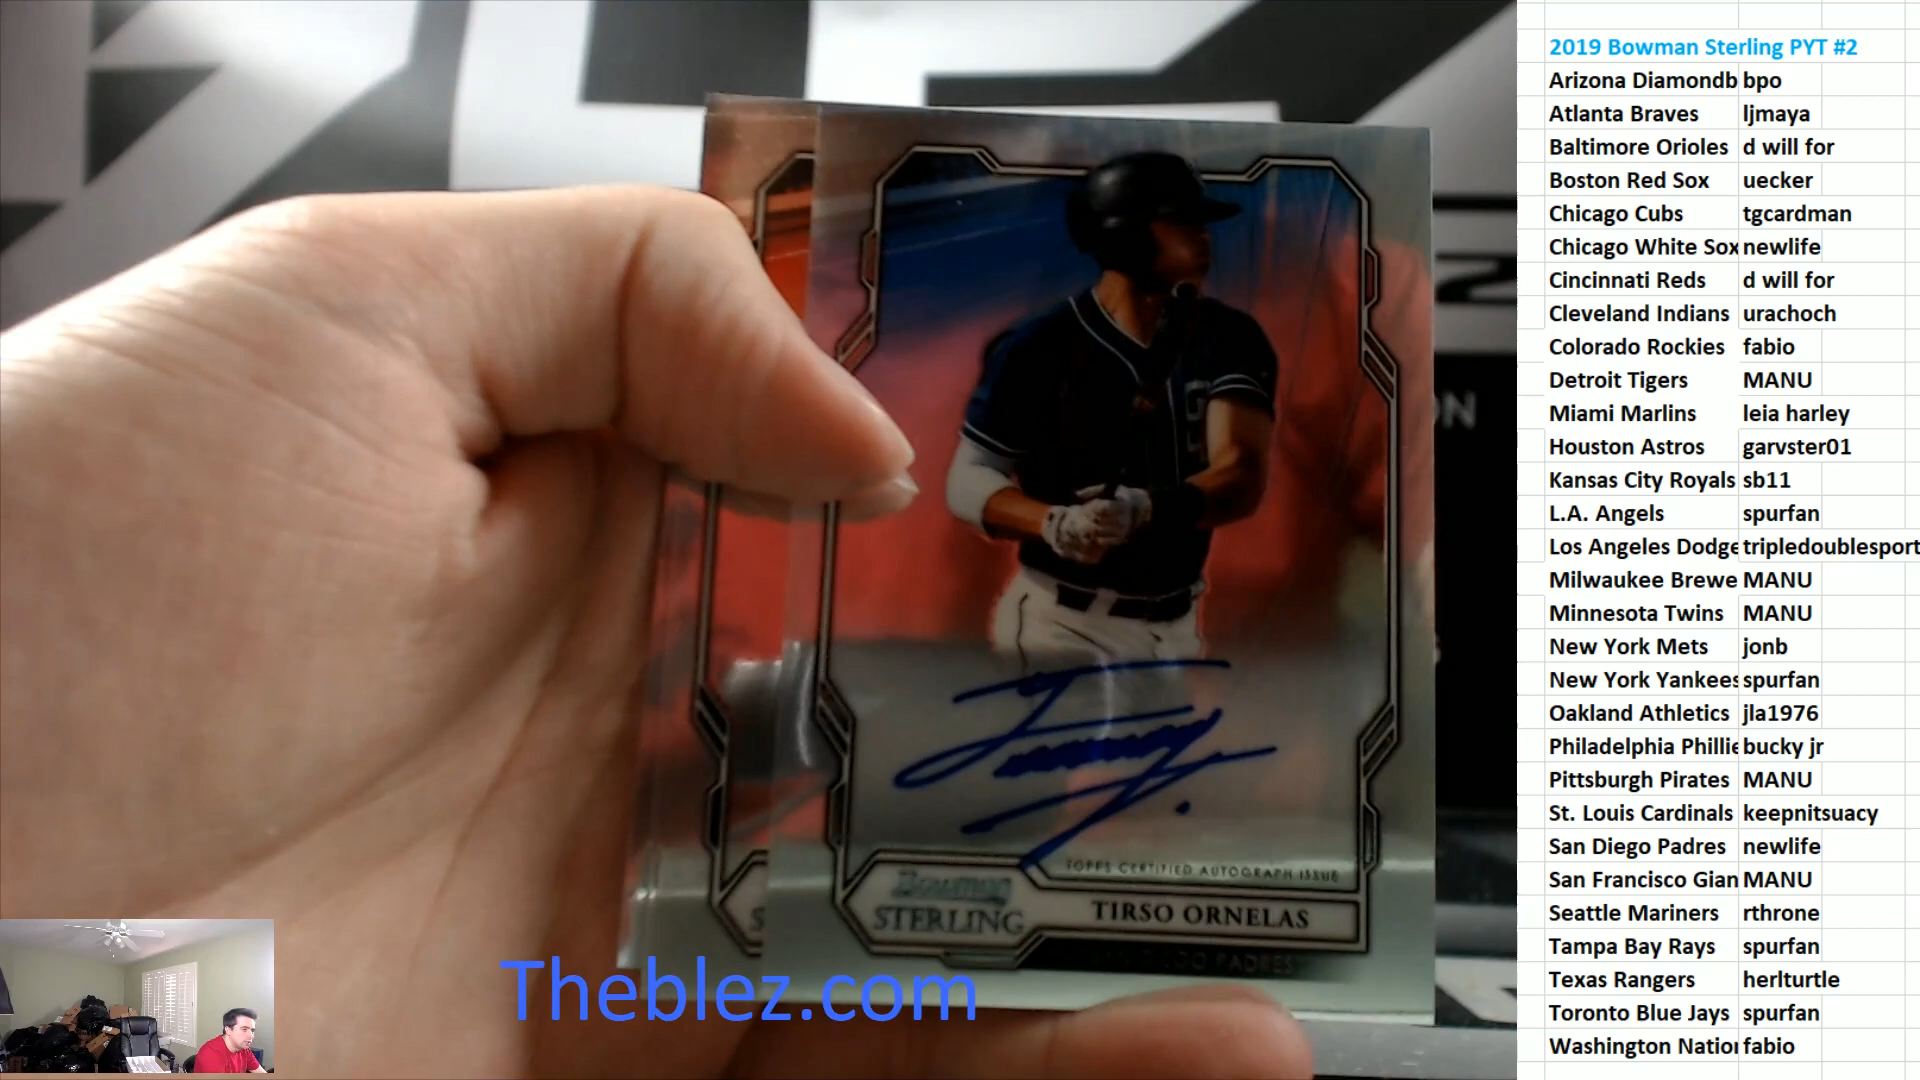 TOPPS CERTIFIED AUTOGRAPH ISSUE
Bowman
STERLING
TIRSO ORNELAS
SAN DIEGO PADRES
Theblez.com
2019 Bowman Sterling PYT #2
Arizona Diamondb bpo
Atlanta Braves ljmaya
Baltimore Orioles d will for
Boston Red Sox uecker
Chicago Cubs tgcardman
Chicago White Sox newlife
Cincinnati Reds d will for
Cleveland Indians urachoch
Colorado Rockies fabio
Detroit Tigers MANU
Miami Marlins leia harley
Houston Astros garvster01
Kansas City Royals sb11
L.A. Angels spurfan
Los Angeles Dodge tripledoublesport
Milwaukee Brewe MANU
Minnesota Twins MANU
New York Mets jonb
New York Yankees spurfan
Oakland Athletics jla1976
Philadelphia Phillie bucky jr
Pittsburgh Pirates MANU
St. Louis Cardinals keepnitsuacy
San Diego Padres newlife
San Francisco Gian MANU
Seattle Mariners rthrone
Tampa Bay Rays spurfan
Texas Rangers herlturtle
Toronto Blue Jays spurfan
Washington Nation fabio